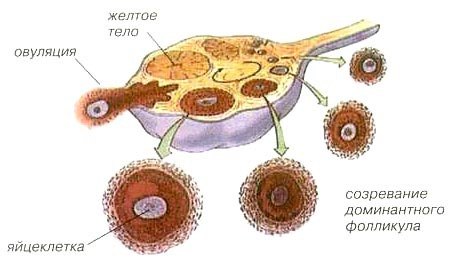 желтое
тело
овуляция
созревание
доминантного
фолликула
яйцеклетка